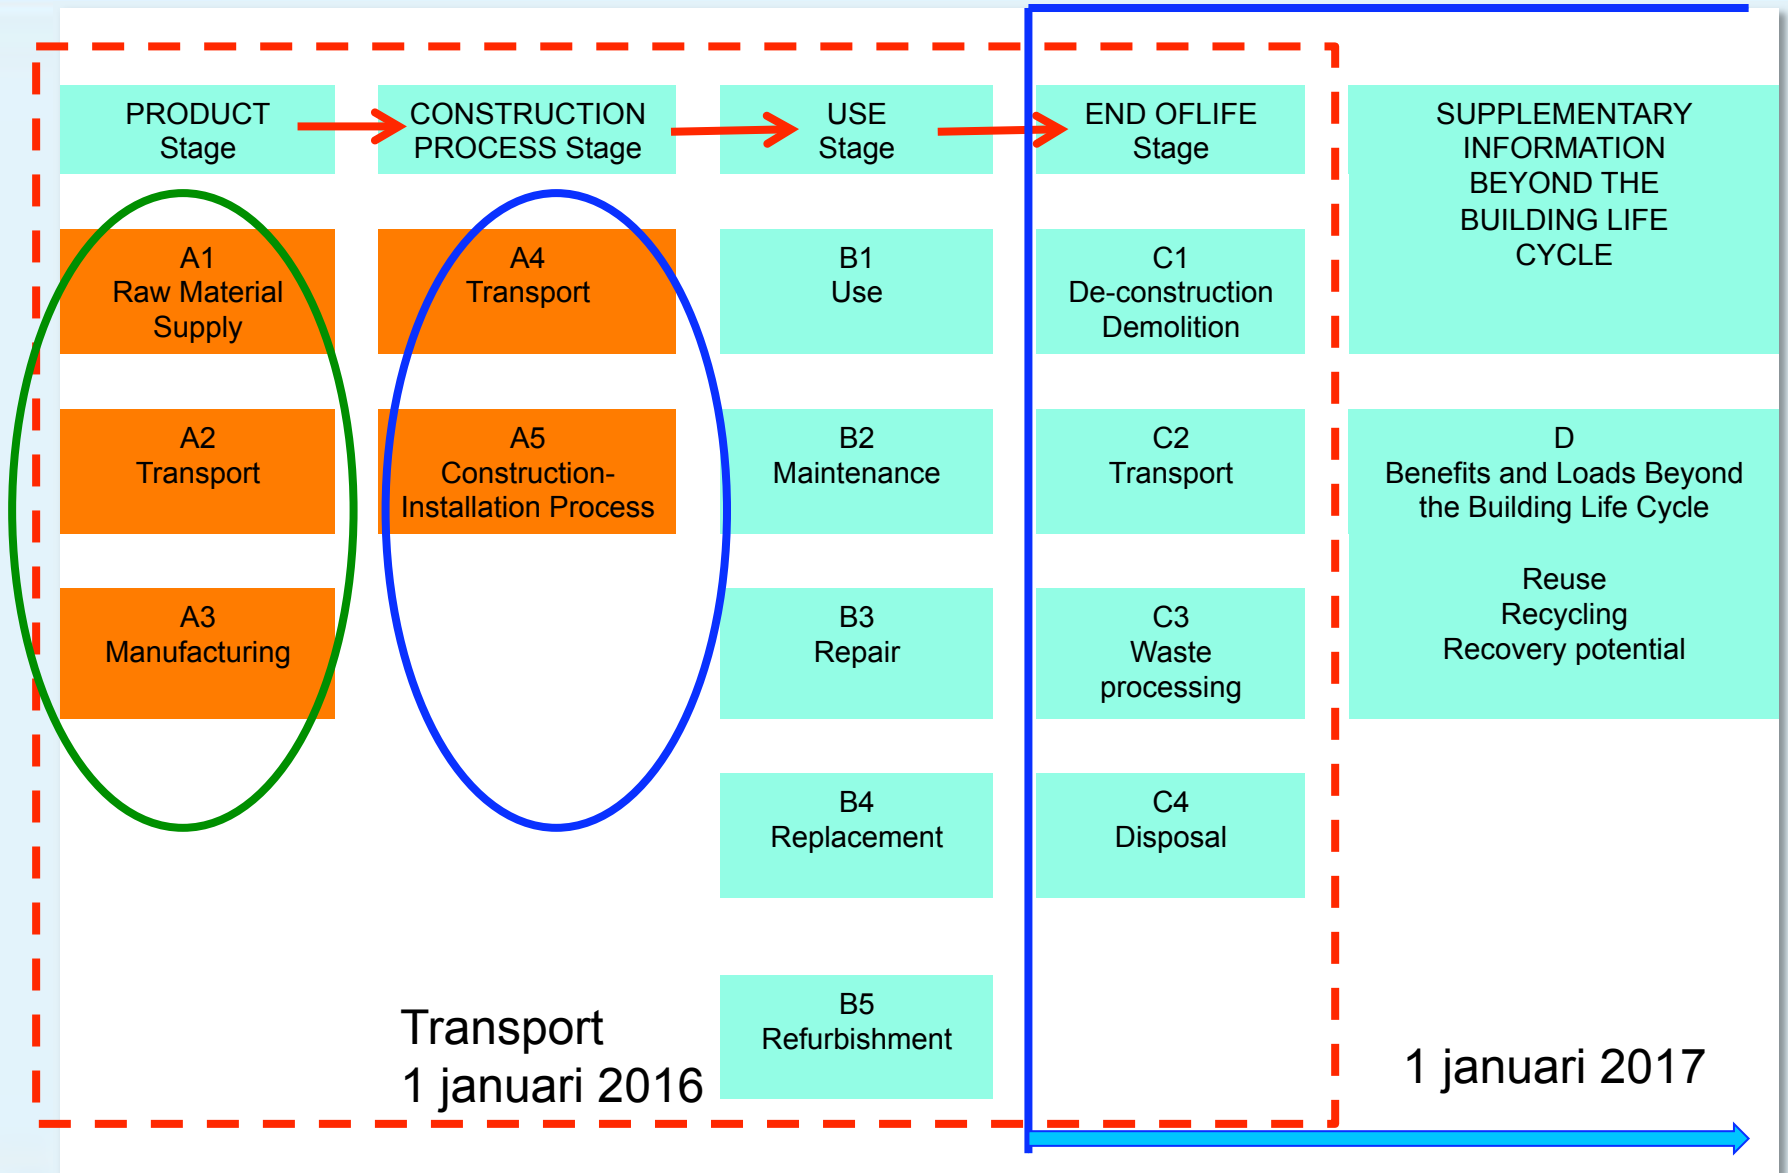 PRODUCT
Stage
CONSTRUCTION
PROCESS Stage
USE
Stage
END OFLIFE
Stage
SUPPLEMENTARY
INFORMATION
BEYOND THE
BUILDING LIFE
CYCLE
A1
Raw Material
Supply
A4
Transport
B1
Use
C1
De-construction
Demolition
A2
Transport
A5
Construction-
Installation Process
B2
Maintenance
C2
Transport
D
Benefits and Loads Beyond
the Building Life Cycle
Reuse
Recycling
Recovery potential
A3
Manufacturing
B3
Repair
C3
Waste
processing
B4
Replacement
C4
Disposal
B5
Refurbishment
Transport
1 januari 2016
1 januari 2017